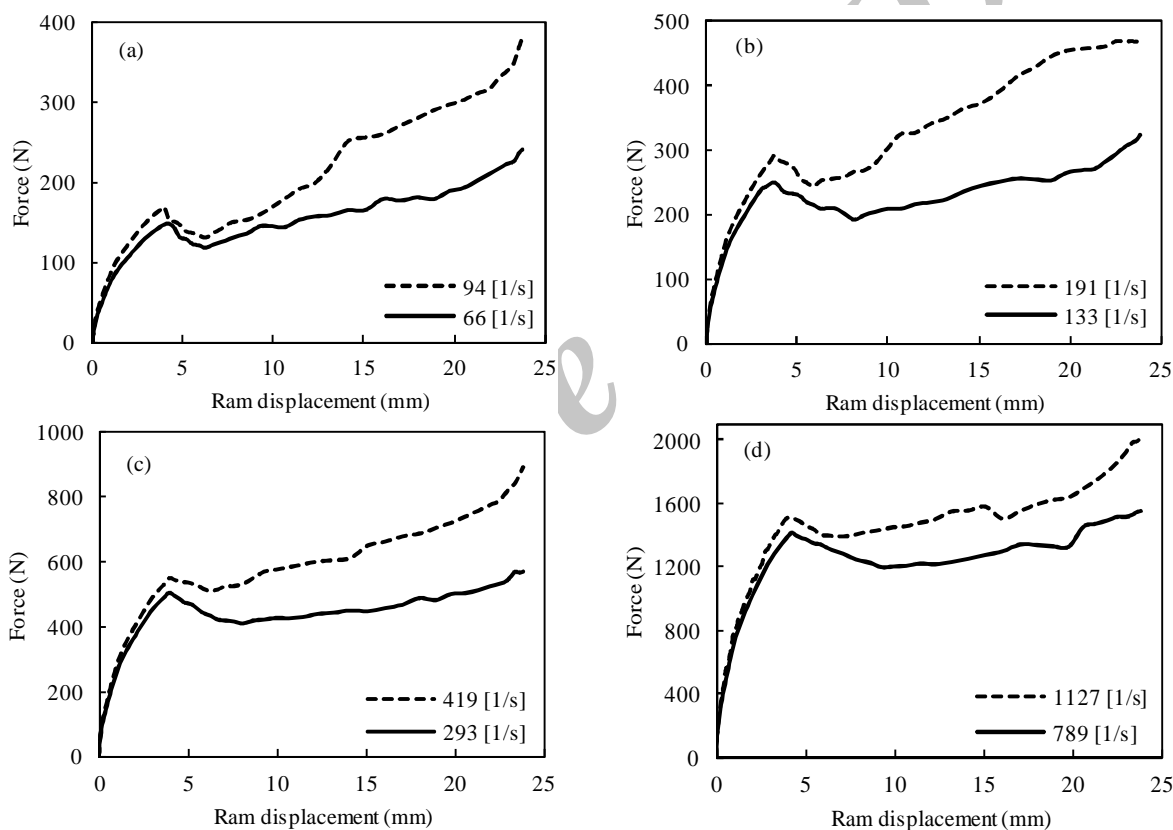 (a)
400
300
200
100
0
Force (N)
0 5 10 15 20 25
Ram displacement (mm)
94 [1/s]
66 [1/s]
(b)
500
400
300
200
100
0
Force (N)
0 5 10 15 20 25
Ram displacement (mm)
191 [1/s]
133 [1/s]
(c)
1000
800
600
400
200
0
Force (N)
0 5 10 15 20 25
Ram displacement (mm)
419 [1/s]
293 [1/s]
(d)
2000
1600
1200
800
400
0
Force (N)
0 5 10 15 20 25
Ram displacement (mm)
1127 [1/s]
789 [1/s]
e